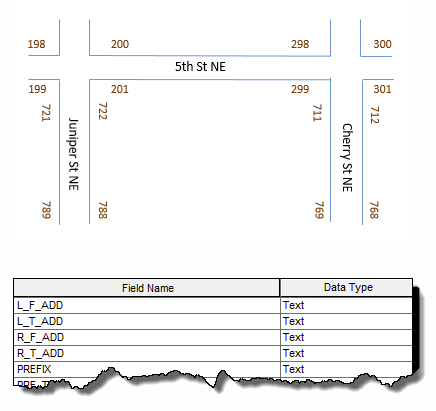 198 200 298 300
5th St NE
199 201 299 301
721 722 711 712
Juniper St NE Cherry St NE
789 788 769 768
Field Name Data Type
L_F_ADD Text
L_T_ADD Text
R_F_ADD Text
R_T_ADD Text
PREFIX Text